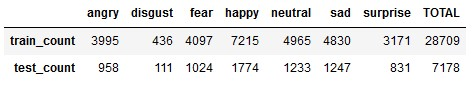 angry disgust fear happy neutral sad surprise TOTAL
train_count 3995 436 4097 7215 4965 4830 3171 28709
test_count 958 111 1024 1774 1233 1247 831 7178